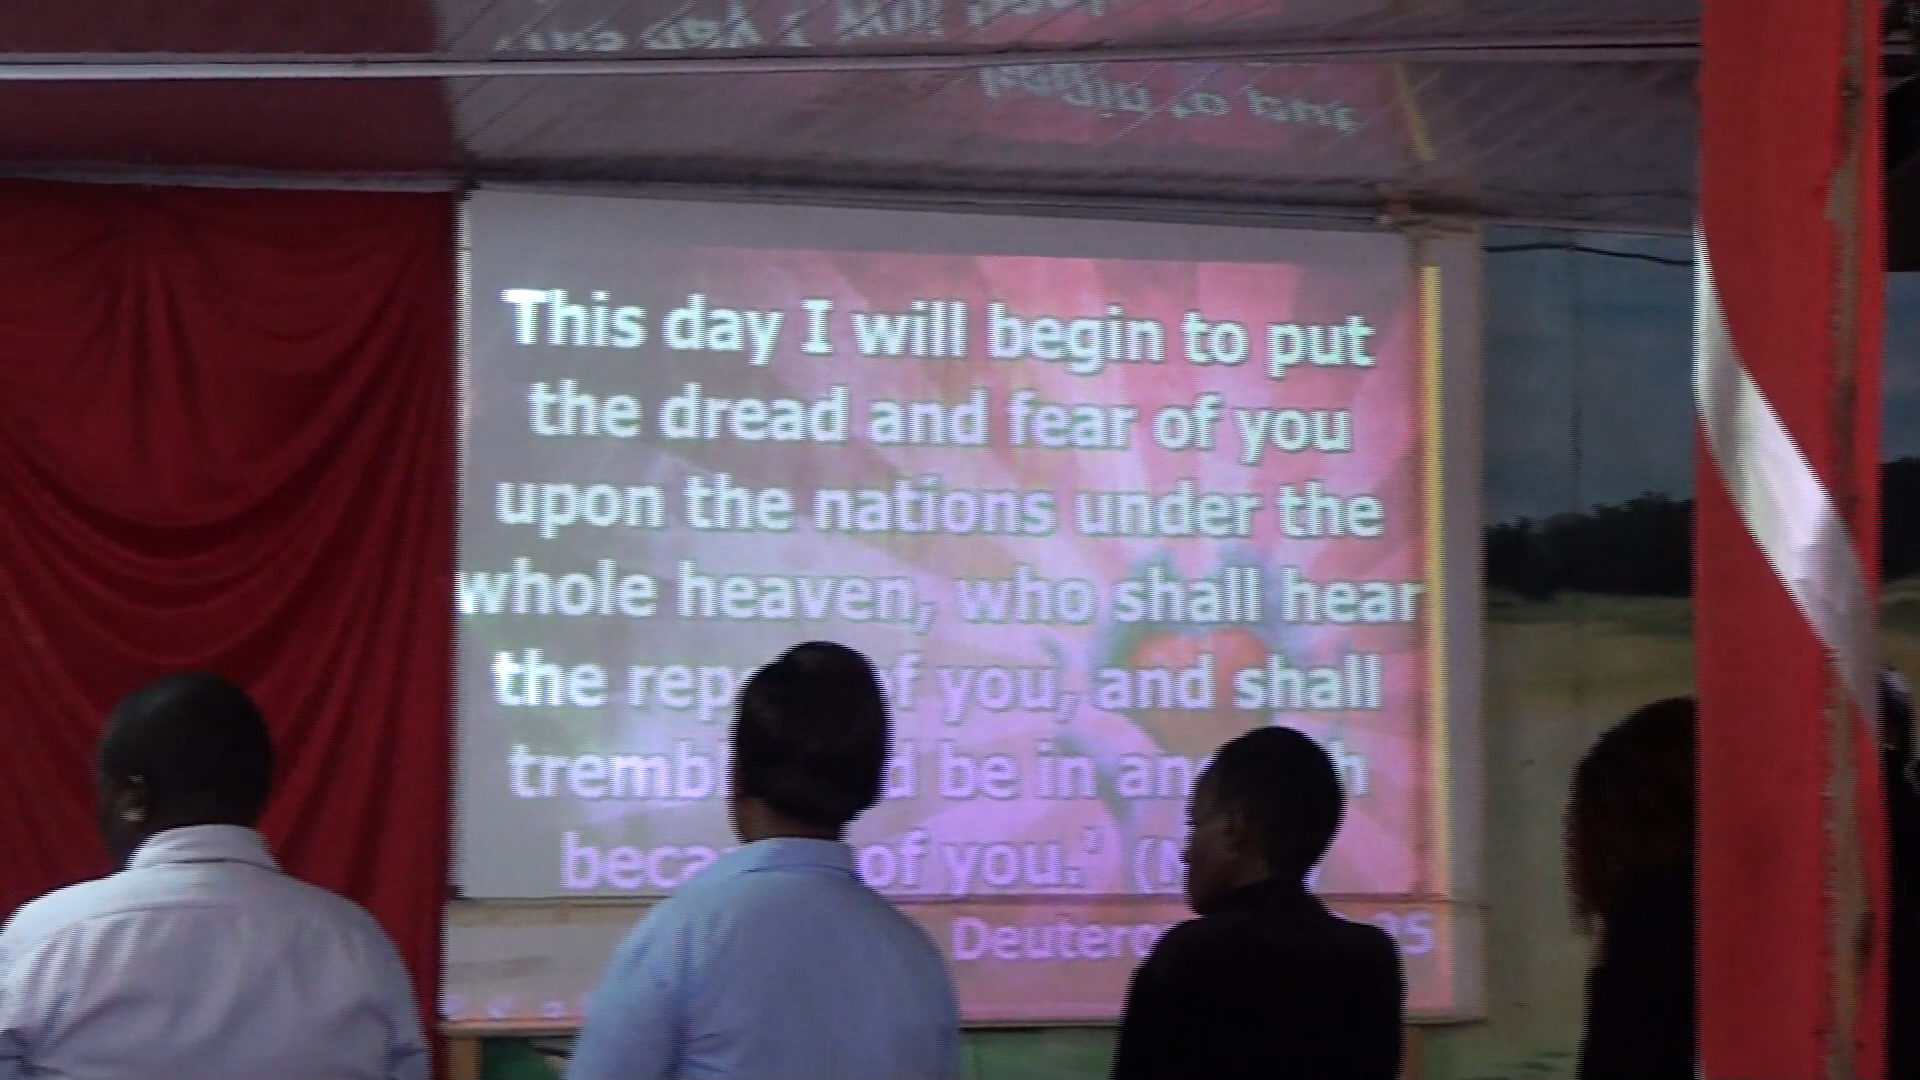 This day I will begin to put
the dread and fear of you
upon the nations under the
whole heaven, who shall hear
the of you, and shall
be in
of you.'